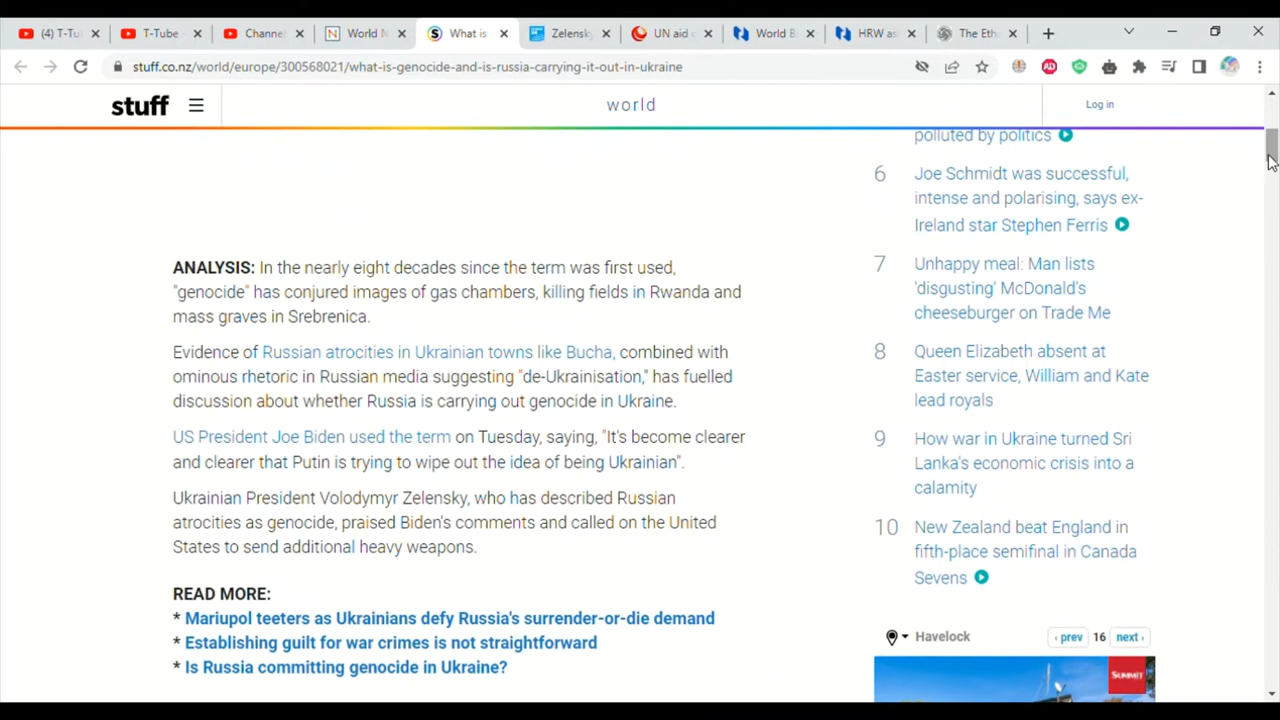 (4) T-Tu
T-Tube
Channel
World N
What is
Zelensky
UN aid c
World B
HRW as
The Eth
stuff.co.nz/world/europe/300568021/what-is-genocide-and-is-russia-carrying-it-out-in-ukraine
AD
stuff
world
Log in
ANALYSIS: In the nearly eight decades since the term was first used,
"genocide" has conjured images of gas chambers, killing fields in Rwanda and
mass graves in Srebrenica.
Evidence of Russian atrocities in Ukrainian towns like Bucha, combined with
ominous rhetoric in Russian media suggesting "de-Ukrainisation," has fuelled
discussion about whether Russia is carrying out genocide in Ukraine.
US President Joe Biden used the term on Tuesday, saying, "It's become clearer
and clearer that Putin is trying to wipe out the idea of being Ukrainian".
Ukrainian President Volodymyr Zelensky, who has described Russian
atrocities as genocide, praised Biden's comments and called on the United
States to send additional heavy weapons.
READ MORE:
* Mariupol teeters as Ukrainians defy Russia's surrender-or-die demand
* Establishing guilt for war crimes is not straightforward
* Is Russia committing genocide in Ukraine?
polluted by politics
6 Joe Schmidt was successful,
intense and polarising, says ex-
Ireland star Stephen Ferris
7 Unhappy meal: Man lists
'disgusting' McDonald's
cheeseburger on Trade Me
8 Queen Elizabeth absent at
Easter service, William and Kate
lead royals
9 How war in Ukraine turned Sri
Lanka's economic crisis into a
calamity
10 New Zealand beat England in
fifth-place semifinal in Canada
Sevens
Havelock
‹ prev 16 next ›
SUMMIT